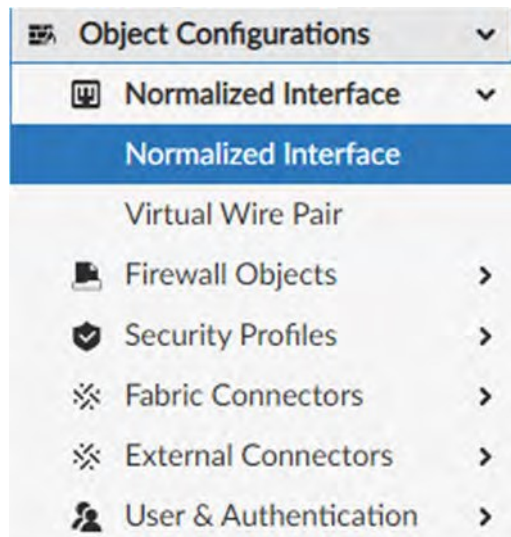 Object Configurations
Normalized Interface
Normalized Interface
Virtual Wire Pair
Firewall Objects
Security Profiles
Fabric Connectors
External Connectors
User & Authentication